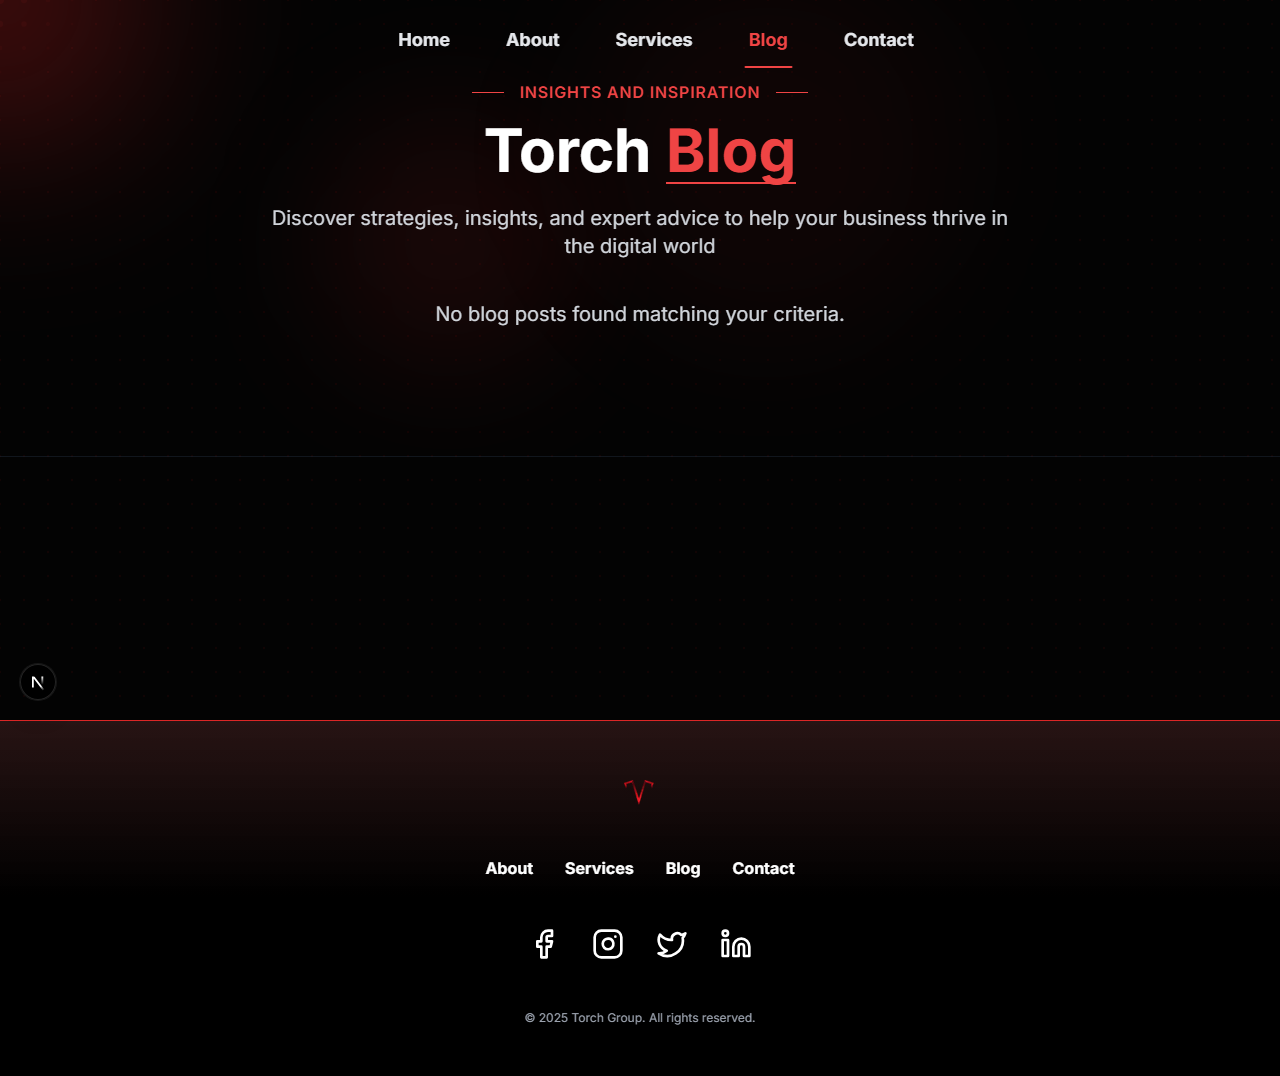 Home About Services Blog Contact
INSIGHTS AND INSPIRATION
Torch Blog
Discover strategies, insights, and expert advice to help your business thrive in
the digital world
No blog posts found matching your criteria.
N
About Services Blog Contact
© 2025 Torch Group. All rights reserved.